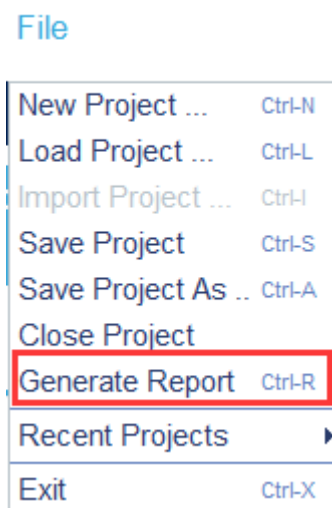 File
New Project ... Ctrl-N
Load Project ... Ctrl-L
Import Project ... Ctrl-I
Save Project Ctrl-S
Save Project As .. Ctrl-A
Close Project
Generate Report Ctrl-R
Recent Projects
Exit Ctrl-X